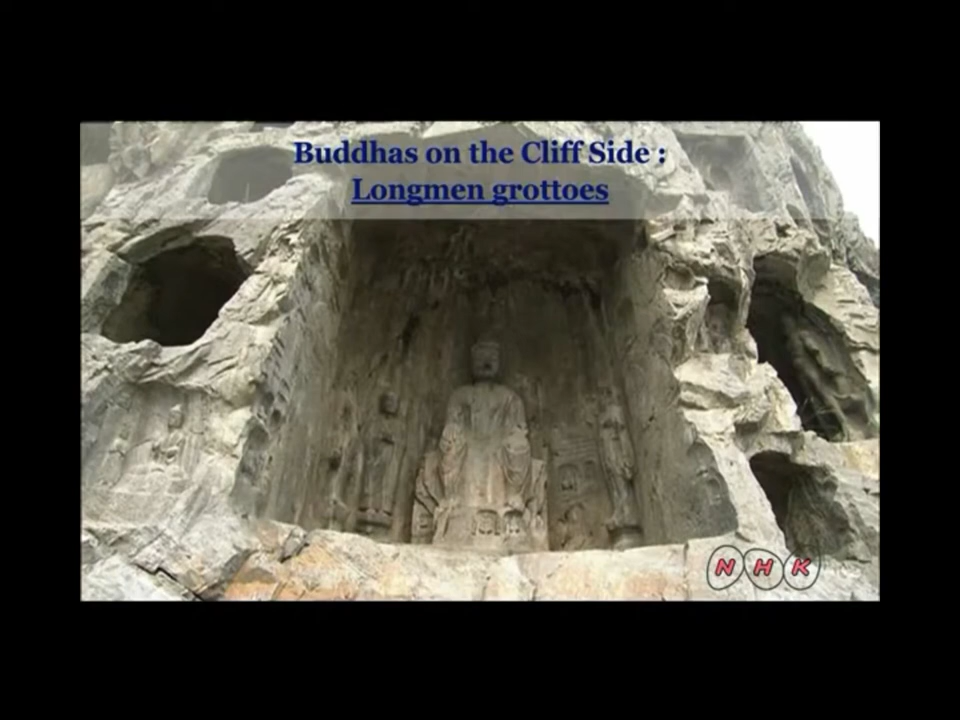 Buddhas on the Cliff Side :
Longmen grottoes
NHK